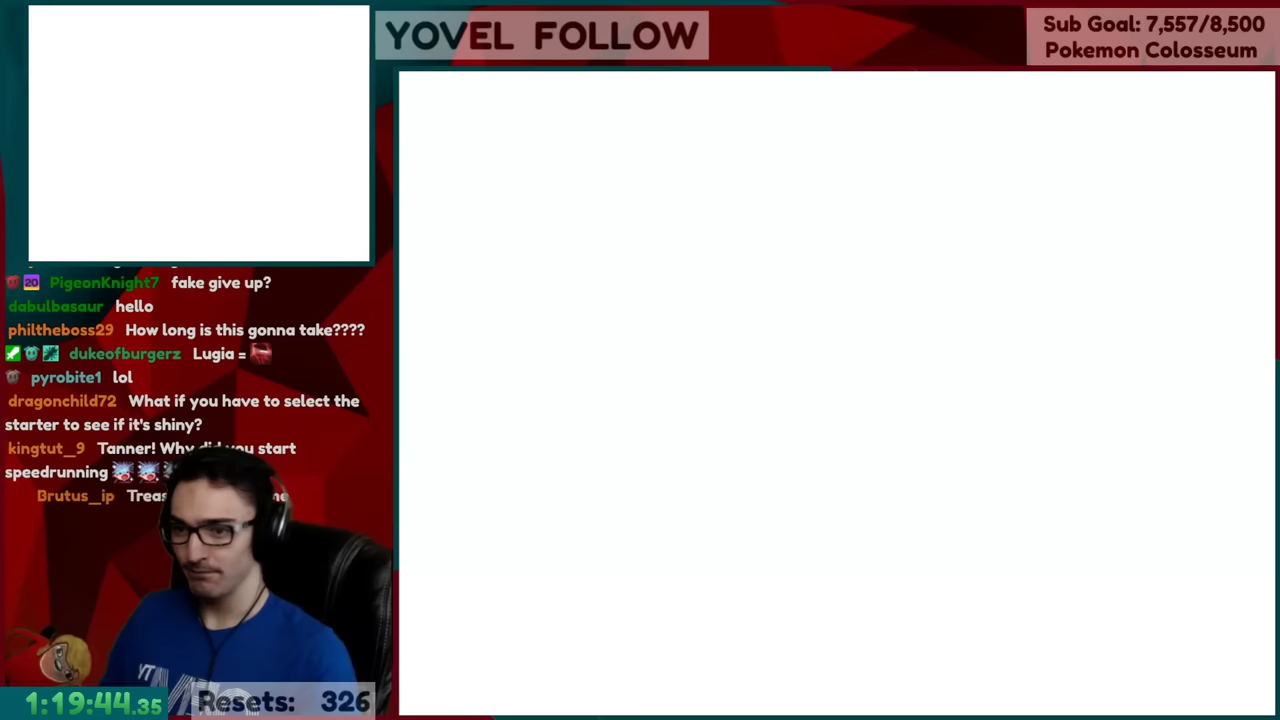 YOVEL FOLLOW
Sub Goal: 7,557/8,500
Pokemon Colosseum
20 PigeonKnight7 fake give up?
dabulbasaur hello
philtheboss29 How long is this gonna take????
dukeofburgerz Lugia =
pyrobite1 lol
dragonchild72 What if you have to select the
starter to see if it's shiny?
kingtut_9 Tanner! Why did you start
speedrunning
Brutus_ip
YT
1:19:44.35
Resets: 326